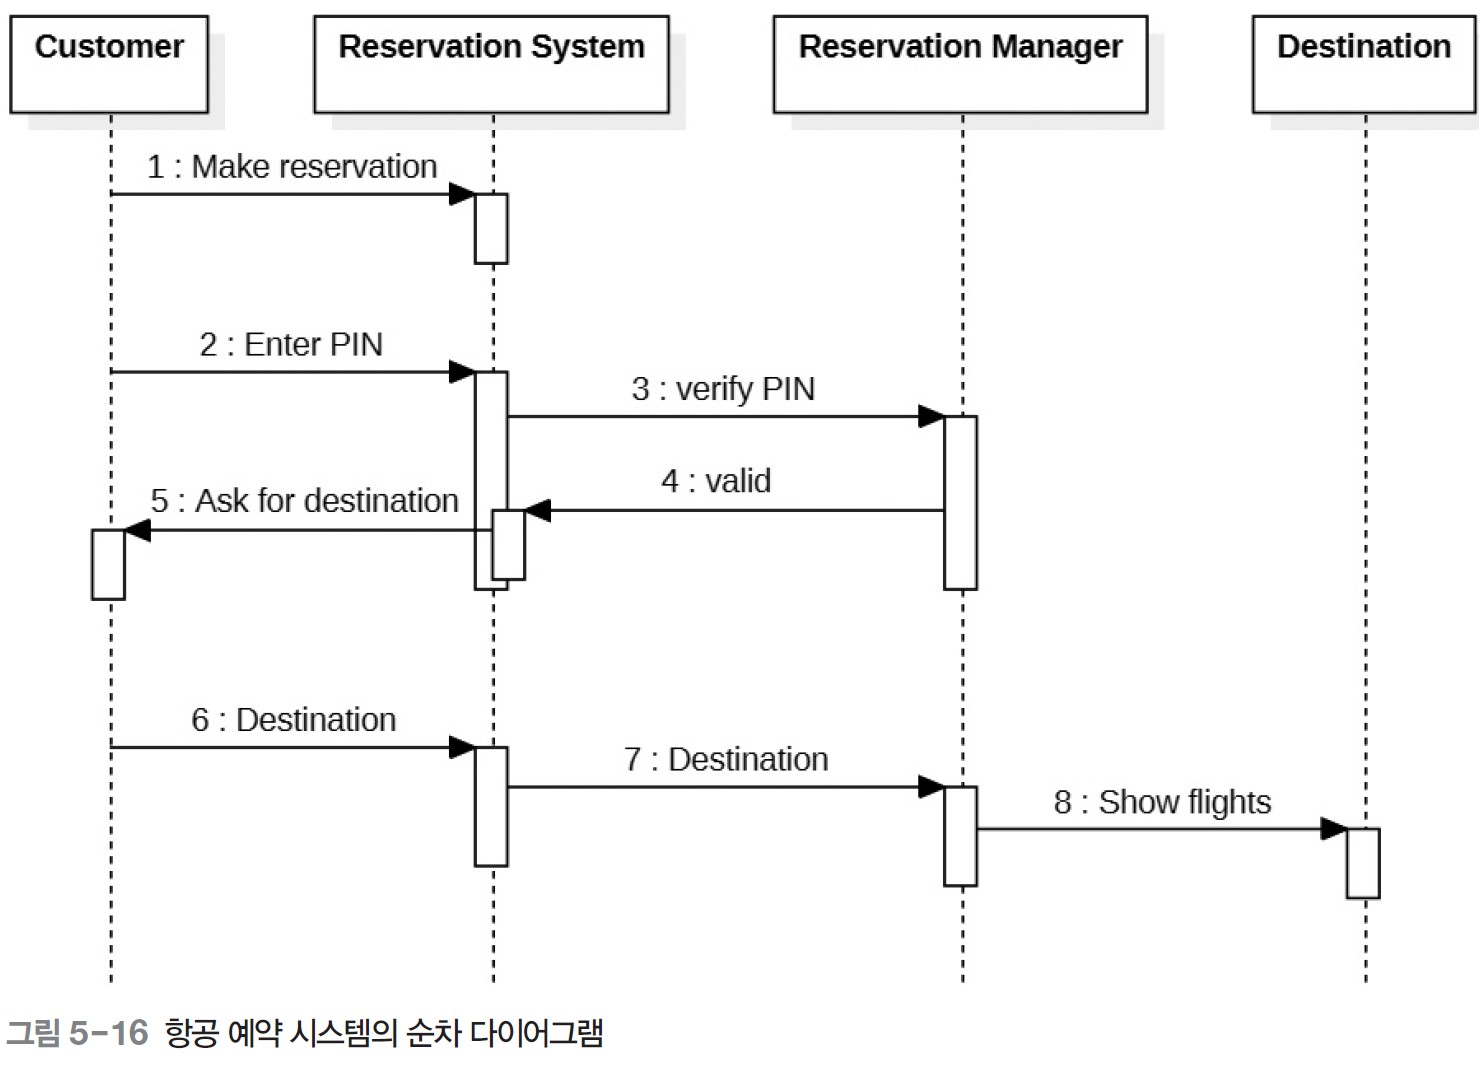 Customer
Reservation System
Reservation Manager
Destination
1 : Make reservation
2 : Enter PIN
3 : verify PIN
4 : valid
5 : Ask for destination
6 : Destination
7 : Destination
8 : Show flights
그림 5-16 항공 예약 시스템의 순차 다이어그램